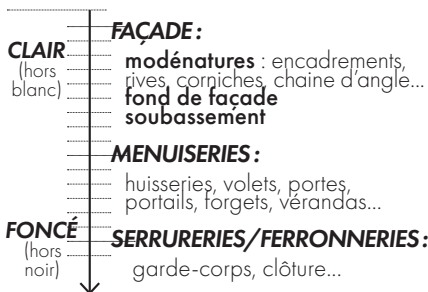 FAÇADE :
CLAIR
(hors
blanc)
modénatures : encadrements,
rives, corniches, chaine d'angle...
fond de façade
soubassement
MENUISERIES :
huisseries, volets, portes,
portails, forgets, vérandas...
FONCÉ
(hors
noir)
SERRURERIES/FERRONNERIES :
garde-corps, clôture...